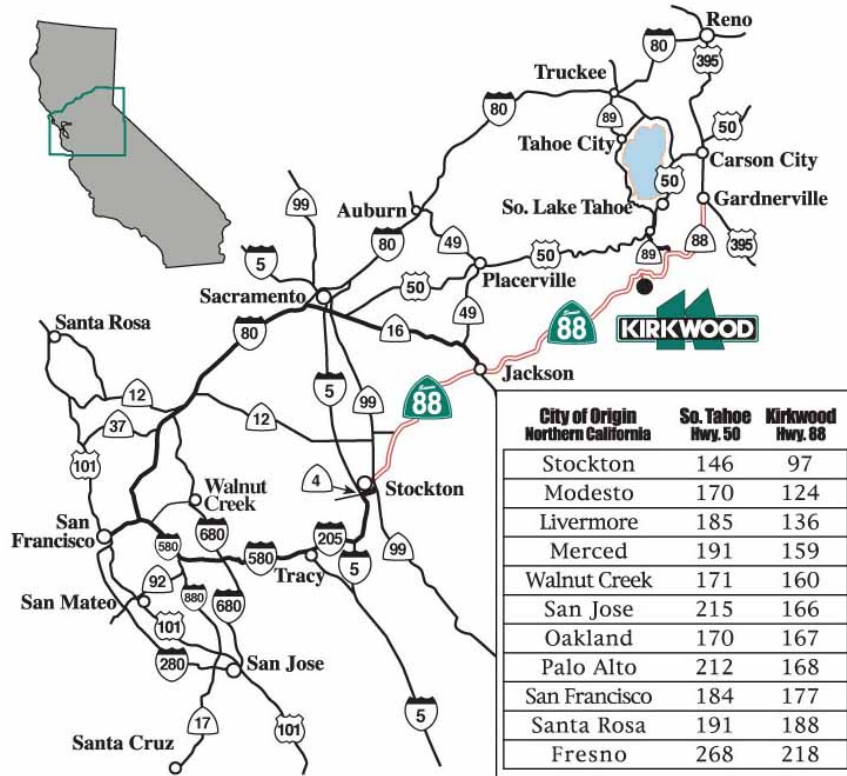 Reno
80
395
Truckee
80
89
50
Tahoe City
Carson City
50
99
Auburn
So. Lake Tahoe
Gardnerville
80
49
50
88
395
5
89
Sacramento
50
Placerville
49
80
16
State
88
KIRKWOOD
Santa Rosa
Jackson
5
99
State
88
12
12
37
101
4
Stockton
Walnut
Creek
San
Francisco
580
680
205
580
99
Tracy
5
92
880
680
San Mateo
101
280
San Jose
17
5
101
Santa Cruz
City of Origin So. Tahoe Kirkwood
Northern California Hwy. 50 Hwy. 88
Stockton 146 97
Modesto 170 124
Livermore 185 136
Merced 191 159
Walnut Creek 171 160
San Jose 215 166
Oakland 170 167
Palo Alto 212 168
San Francisco 184 177
Santa Rosa 191 188
Fresno 268 218